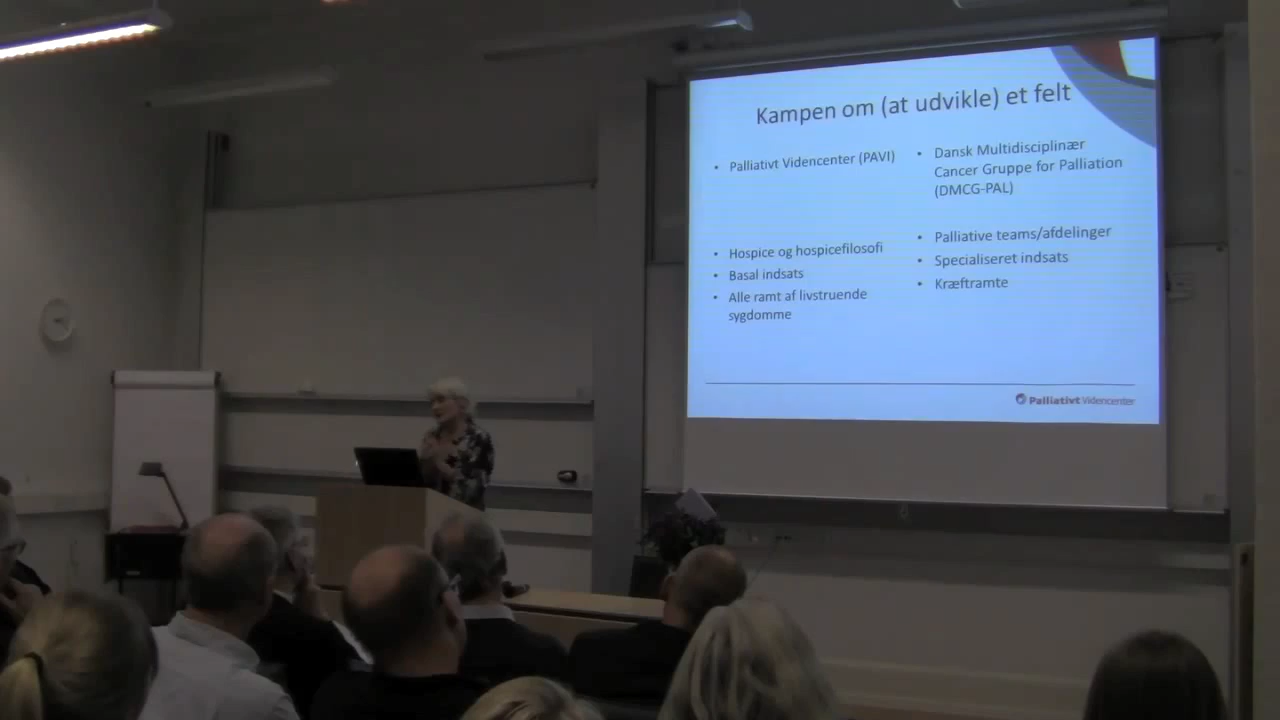 Kampen om (at udvikle) et felt
• Palliativt Videncenter (PAVI)
• Hospice og hospicefilosofi
• Basal indsats
• Alle ramt af livstruende
sygdomme
• Dansk Multidisciplinær
Cancer Gruppe for Palliation
(DMCG-PAL)
• Palliative teams/afdelinger
• Specialiseret indsats
• Kræftramte
Palliativt Videncenter